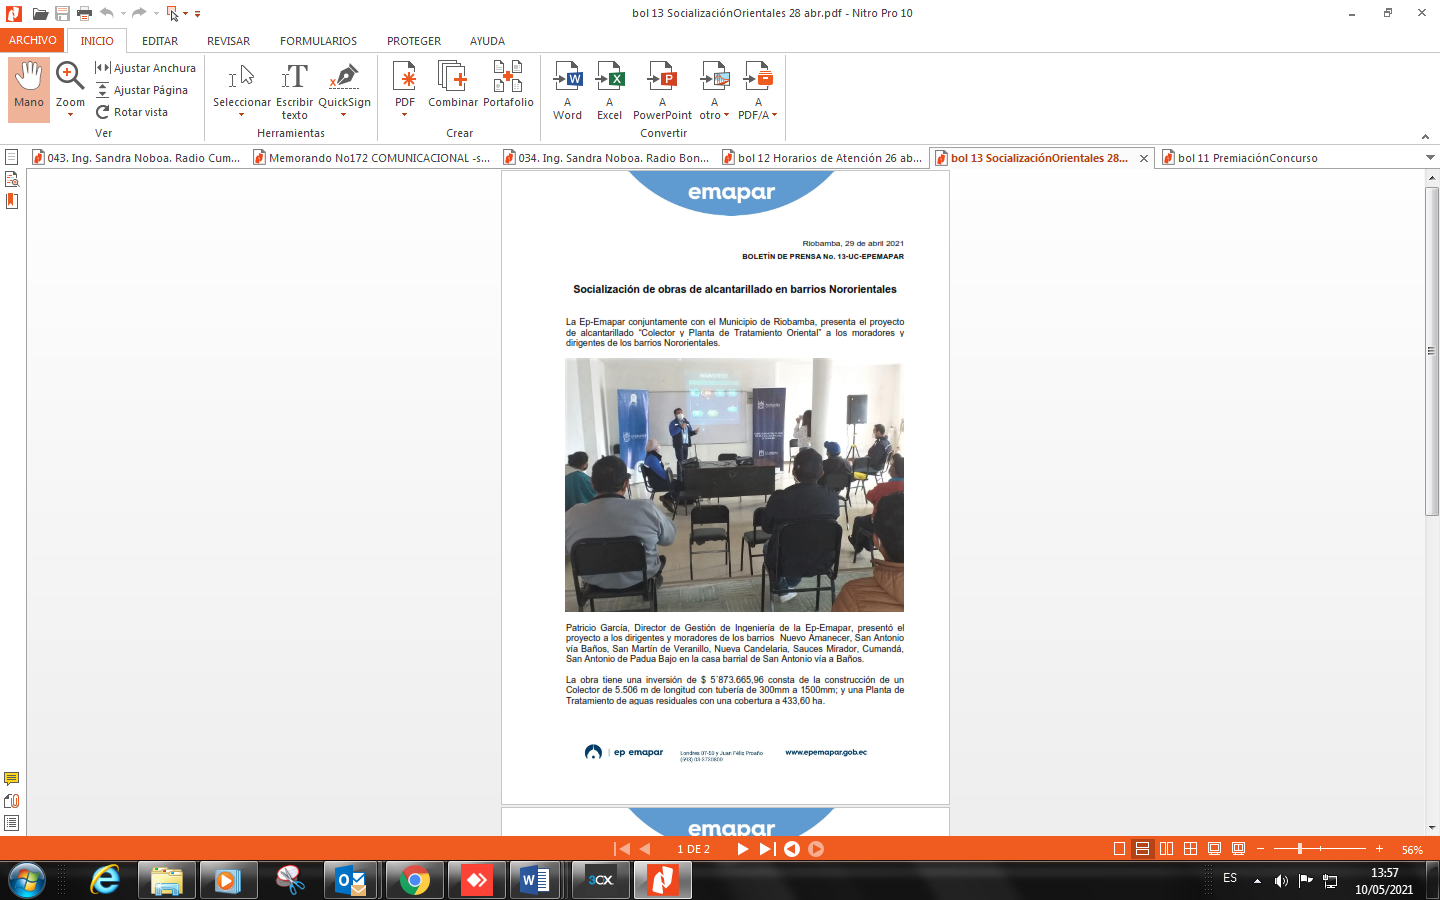 bol 13 SocializaciónOrientales 28 abr.pdf - Nitro Pro 10
ARCHIVO INICIO EDITAR REVISAR FORMULARIOS PROTEGER AYUDA
Mano
Zoom
Ajustar Anchura
Ajustar Página
Rotar vista
Ver
Seleccionar
Escribir texto
QuickSign
Herramientas
PDF
Combinar
Portafolio
Crear
A Word
A Excel
A PowerPoint
A otro
A PDF/A
Convertir
043. Ing. Sandra Noboa. Radio Cum...
Memorando No172 COMUNICACIONAL -s...
034. Ing. Sandra Noboa. Radio Bon...
bol 12 Horarios de Atención 26 ab...
bol 13 SocializaciónOrientales 28...
bol 11 PremiaciónConcurso
emapar
Riobamba, 29 de abril 2021
BOLETÍN DE PRENSA No. 13-UC-EPEMAPAR
Socialización de obras de alcantarillado en barrios Nororientales
La Ep-Emapar conjuntamente con el Municipio de Riobamba, presenta el proyecto
de alcantarillado “Colector y Planta de Tratamiento Oriental” a los moradores y
dirigentes de los barrios Nororientales.
Patricio García, Director de Gestión de Ingeniería de la Ep-Emapar, presentó el
proyecto a los dirigentes y moradores de los barrios Nuevo Amanecer, San Antonio
vía Baños, San Martín de Veranillo, Nueva Candelaria, Sauces Mirador, Cumandá,
San Antonio de Padua Bajo en la casa barrial de San Antonio vía a Baños.
La obra tiene una inversión de $ 5´873.665,96 consta de la construcción de un
Colector de 5.506 m de longitud con tubería de 300mm a 1500mm; y una Planta de
Tratamiento de aguas residuales con una cobertura a 433,60 ha.
ep emapar
www.epemapar.gob.ec
emapar
1 DE 2
56%
3CX
ES
13:57
10/05/2021